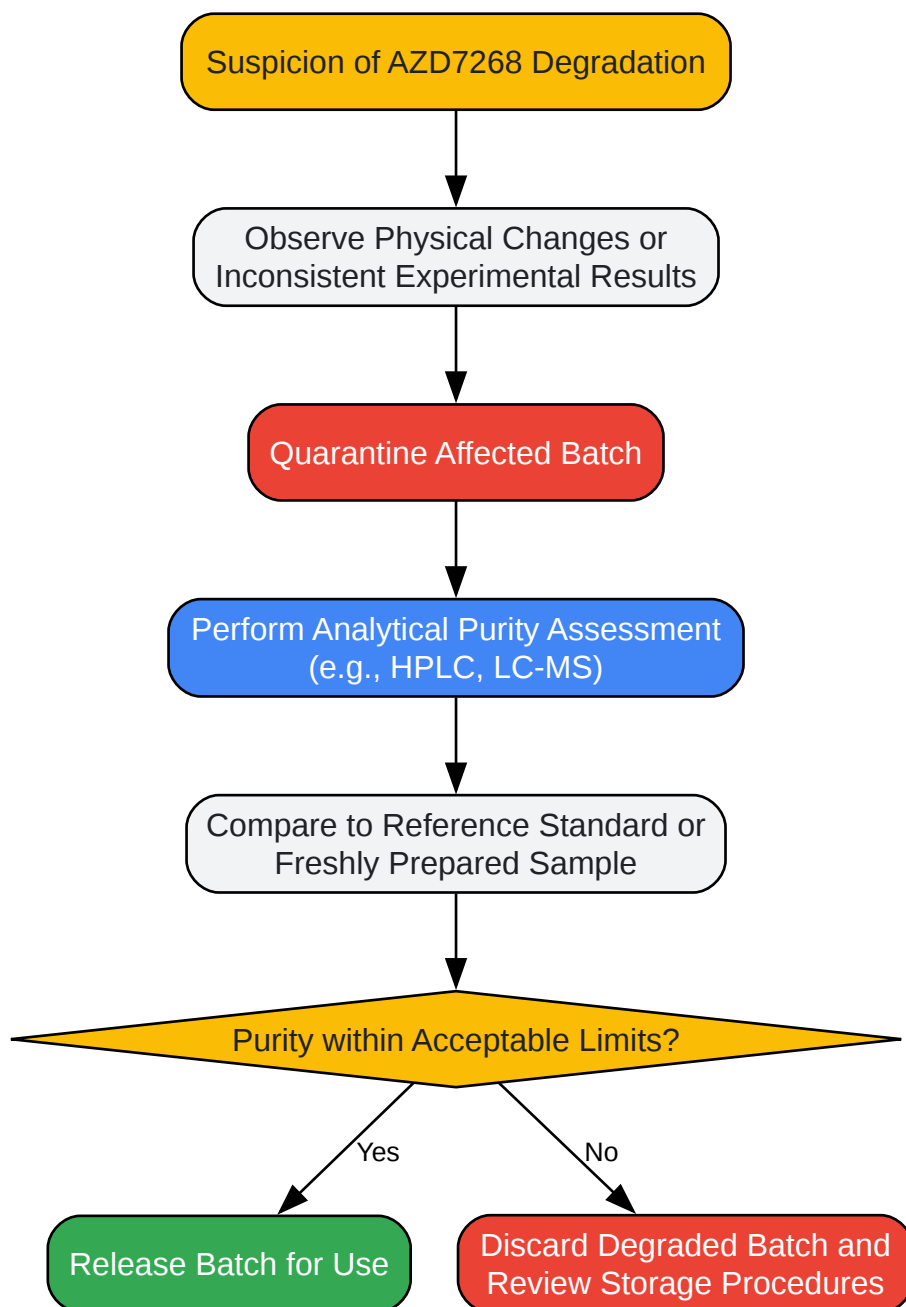 Suspicion of AZD7268 Degradation
Observe Physical Changes or
Inconsistent Experimental Results
Quarantine Affected Batch
Perform Analytical Purity Assessment
(e.g., HPLC, LC-MS)
Compare to Reference Standard or
Freshly Prepared Sample
Purity within Acceptable Limits?
Yes
No
Release Batch for Use
Discard Degraded Batch and
Review Storage Procedures